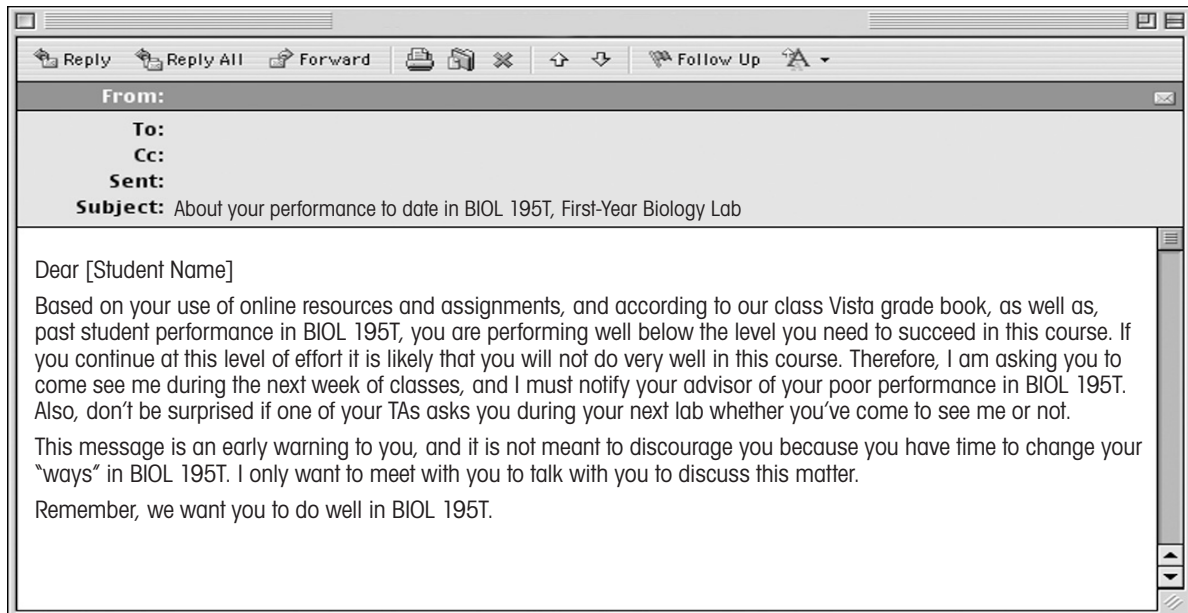 Reply Reply All Forward Follow Up A
From:
To:
Cc:
Sent:
Subject: About your performance to date in BIOL 195T, First-Year Biology Lab
Dear [Student Name]
Based on your use of online resources and assignments, and according to our class Vista grade book, as well as,
past student performance in BIOL 195T, you are performing well below the level you need to succeed in this course. If
you continue at this level of effort it is likely that you will not do very well in this course. Therefore, I am asking you to
come see me during the next week of classes, and I must notify your advisor of your poor performance in BIOL 195T.
Also, don't be surprised if one of your TAs asks you during your next lab whether you've come to see me or not.
This message is an early warning to you, and it is not meant to discourage you because you have time to change your
“ways” in BIOL 195T. I only want to meet with you to talk with you to discuss this matter.
Remember, we want you to do well in BIOL 195T.